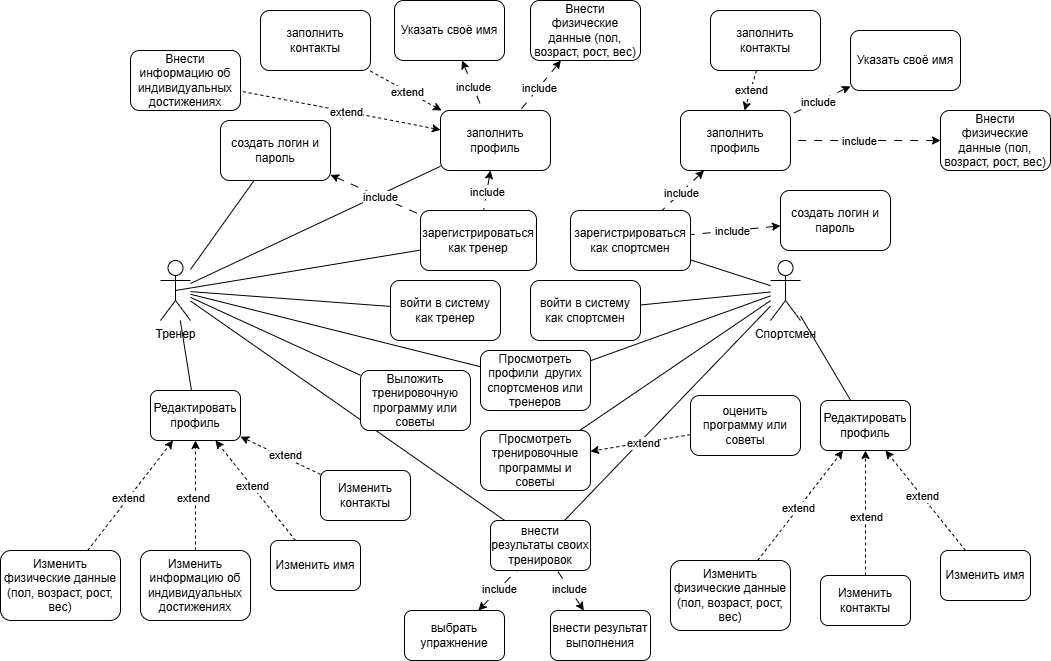 заполнить
контакты
Указать своё имя
Внести
физические
данные (пол,
возраст, рост, вес)
заполнить
контакты
Указать своё имя
Внести
информацию об
индивидуальных
достижениях
extend
include
include
extend
include
extend
создать логин и
пароль
заполнить
профиль
заполнить
профиль
include
Внести
физические
данные (пол,
возраст, рост, вес)
include
include
include
зарегистрироваться
как тренер
зарегистрироваться
как спортсмен
include
создать логин и
пароль
Тренер
войти в систему
как тренер
войти в систему
как спортсмен
Спортсмен
Просмотреть
профили других
спортсменов или
тренеров
Выложить
тренировочную
программу или
советы
Редактировать
профиль
оценить
программу или
советы
Редактировать
профиль
extend
Просмотреть
тренировочные
программы и
советы
extend
extend
extend
extend
Изменить
контакты
extend
extend
extend
внести
результаты своих
тренировок
Изменить
физические данные
(пол, возраст, рост,
вес)
Изменить
информацию об
индивидуальных
достижениях
Изменить имя
include
include
Изменить
физические данные
(пол, возраст, рост,
вес)
Изменить
контакты
Изменить имя
выбрать
упражнение
внести результат
выполнения